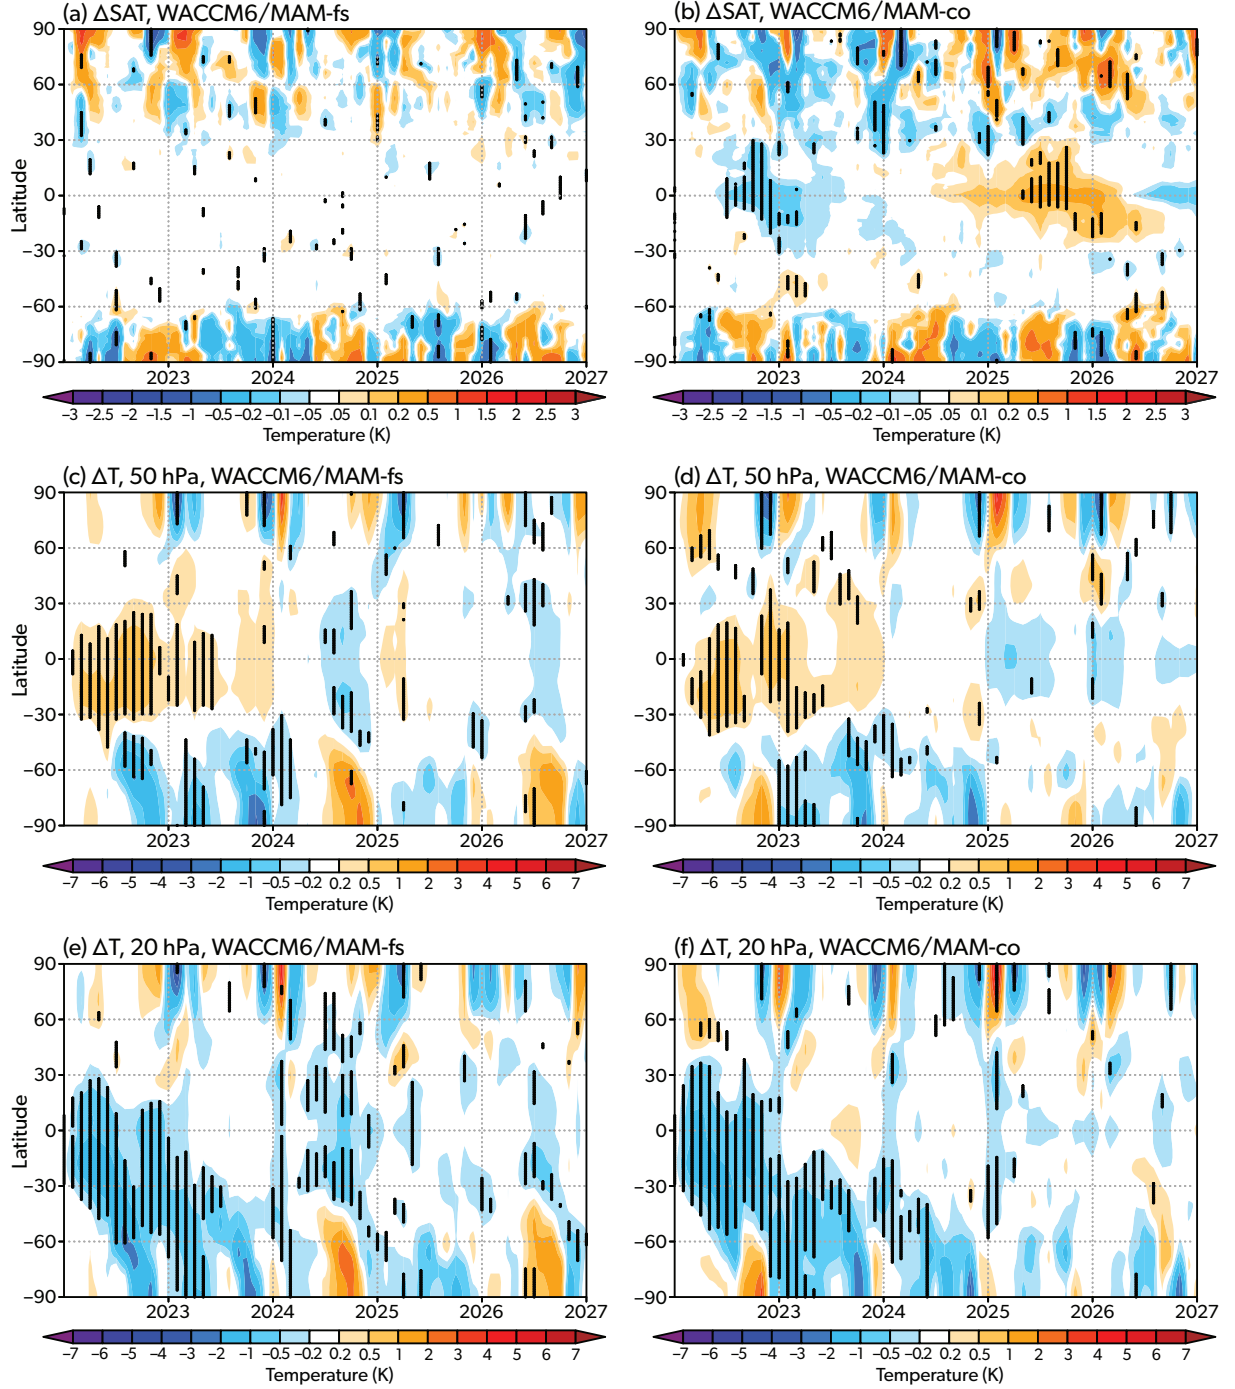 (a) ΔSAT, WACCM6/MAM-fs
(b) ΔSAT, WACCM6/MAM-co
90
60
30
0
−30
−60
−90
Latitude
2023 2024 2025 2026 2027
−3 −2.5 −2 −1.5 −1 −0.5 −0.2 −0.1 −.05 .05 0.1 0.2 0.5 1 1.5 2 2.5 3
Temperature (K)
90
60
30
0
−30
−60
−90
2023 2024 2025 2026 2027
−3 −2.5 −2 −1.5 −1 −0.5 −0.2 −0.1 −.05 .05 0.1 0.2 0.5 1 1.5 2 2.5 3
Temperature (K)
(c) ΔT, 50 hPa, WACCM6/MAM-fs
(d) ΔT, 50 hPa, WACCM6/MAM-co
90
60
30
0
−30
−60
−90
Latitude
2023 2024 2025 2026 2027
−7 −6 −5 −4 −3 −2 −1 −0.5 −0.2 0.2 0.5 1 2 3 4 5 6 7
Temperature (K)
90
60
30
0
−30
−60
−90
2023 2024 2025 2026 2027
−7 −6 −5 −4 −3 −2 −1 −0.5 −0.2 0.2 0.5 1 2 3 4 5 6 7
Temperature (K)
(e) ΔT, 20 hPa, WACCM6/MAM-fs
(f) ΔT, 20 hPa, WACCM6/MAM-co
90
60
30
0
−30
−60
−90
Latitude
2023 2024 2025 2026 2027
−7 −6 −5 −4 −3 −2 −1 −0.5 −0.2 0.2 0.5 1 2 3 4 5 6 7
Temperature (K)
90
60
30
0
−30
−60
−90
2023 2024 2025 2026 2027
−7 −6 −5 −4 −3 −2 −1 −0.5 −0.2 0.2 0.5 1 2 3 4 5 6 7
Temperature (K)